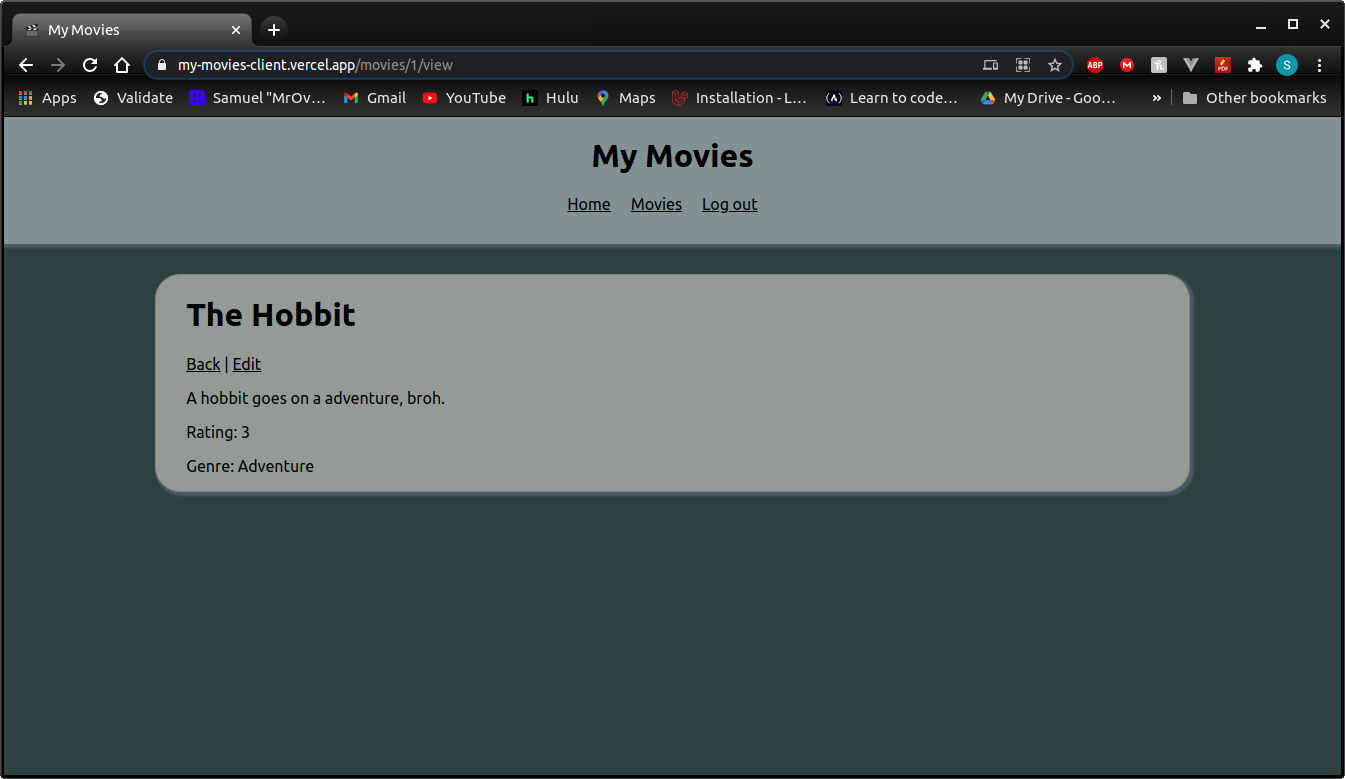 My Movies
my-movies-client.vercel.app/movies/1/view
ABP
M
PDF
S
Apps
Validate
Samuel "MrOv...
Gmail
YouTube
h
Hulu
Maps
Installation - L...
Learn to code...
My Drive - Goo...
»
Other bookmarks
My Movies
Home Movies Log out
The Hobbit
Back | Edit
A hobbit goes on a adventure, broh.
Rating: 3
Genre: Adventure